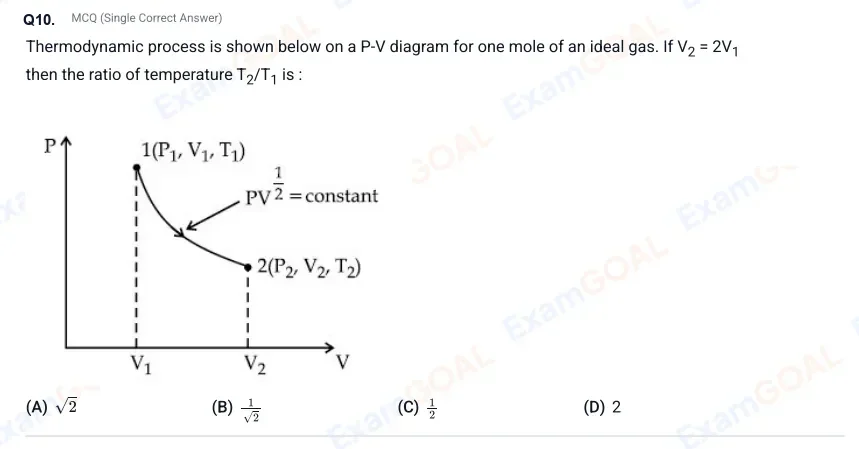 Q10. MCQ (Single Correct Answer)
Thermodynamic process is shown below on a P-V diagram for one mole of an ideal gas. If V₂ = 2V₁
then the ratio of temperature T₂/T₁ is :
P
1(P₁, V₁, T₁)
PV^{1/2} = constant
2(P₂, V₂, T₂)
V₁ V₂ V
(A) √2 (B) 1/√2 (C) 1/2 (D) 2
ExamGOAL